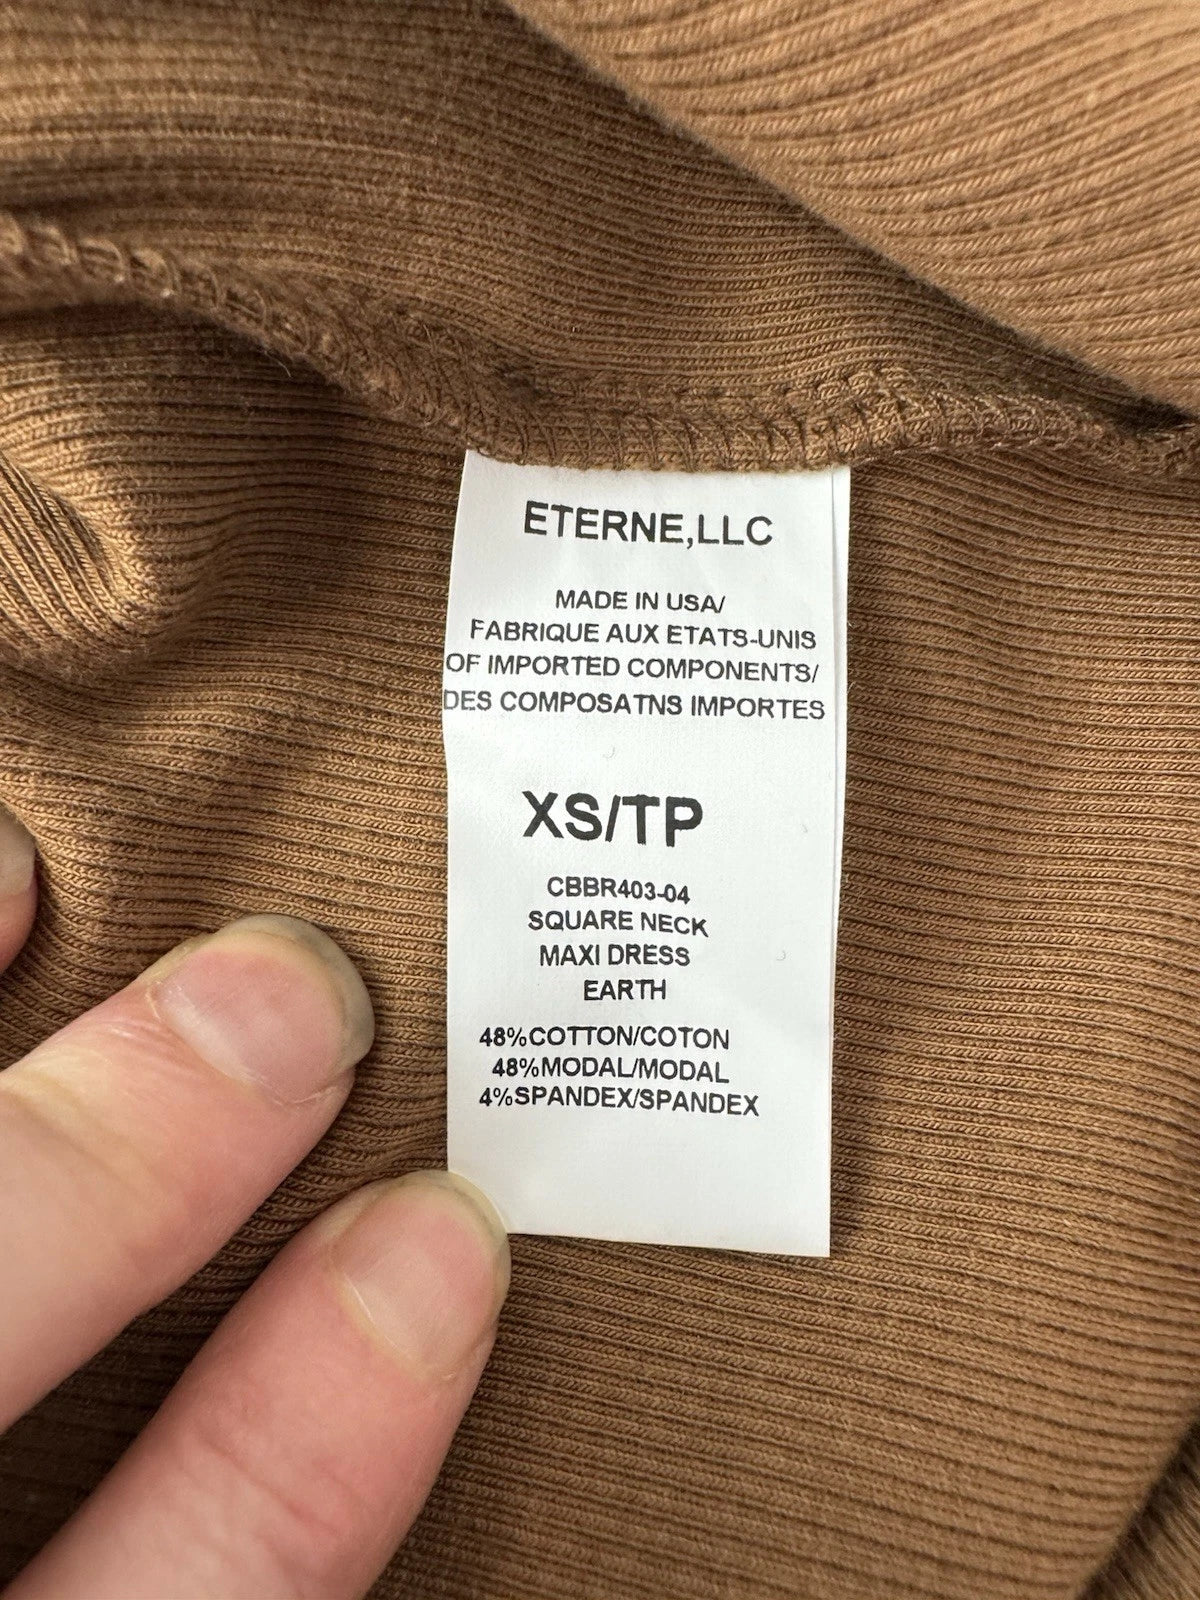 ETERNE,LLC
MADE IN USA/
FABRIQUE AUX ETATS-UNIS
OF IMPORTED COMPONENTS/
DES COMPOSATNS IMPORTES
XS/TP
CBBR403-04
SQUARE NECK
MAXI DRESS
EARTH
48%COTTON/COTON
48%MODAL/MODAL
4%SPANDEX/SPANDEX